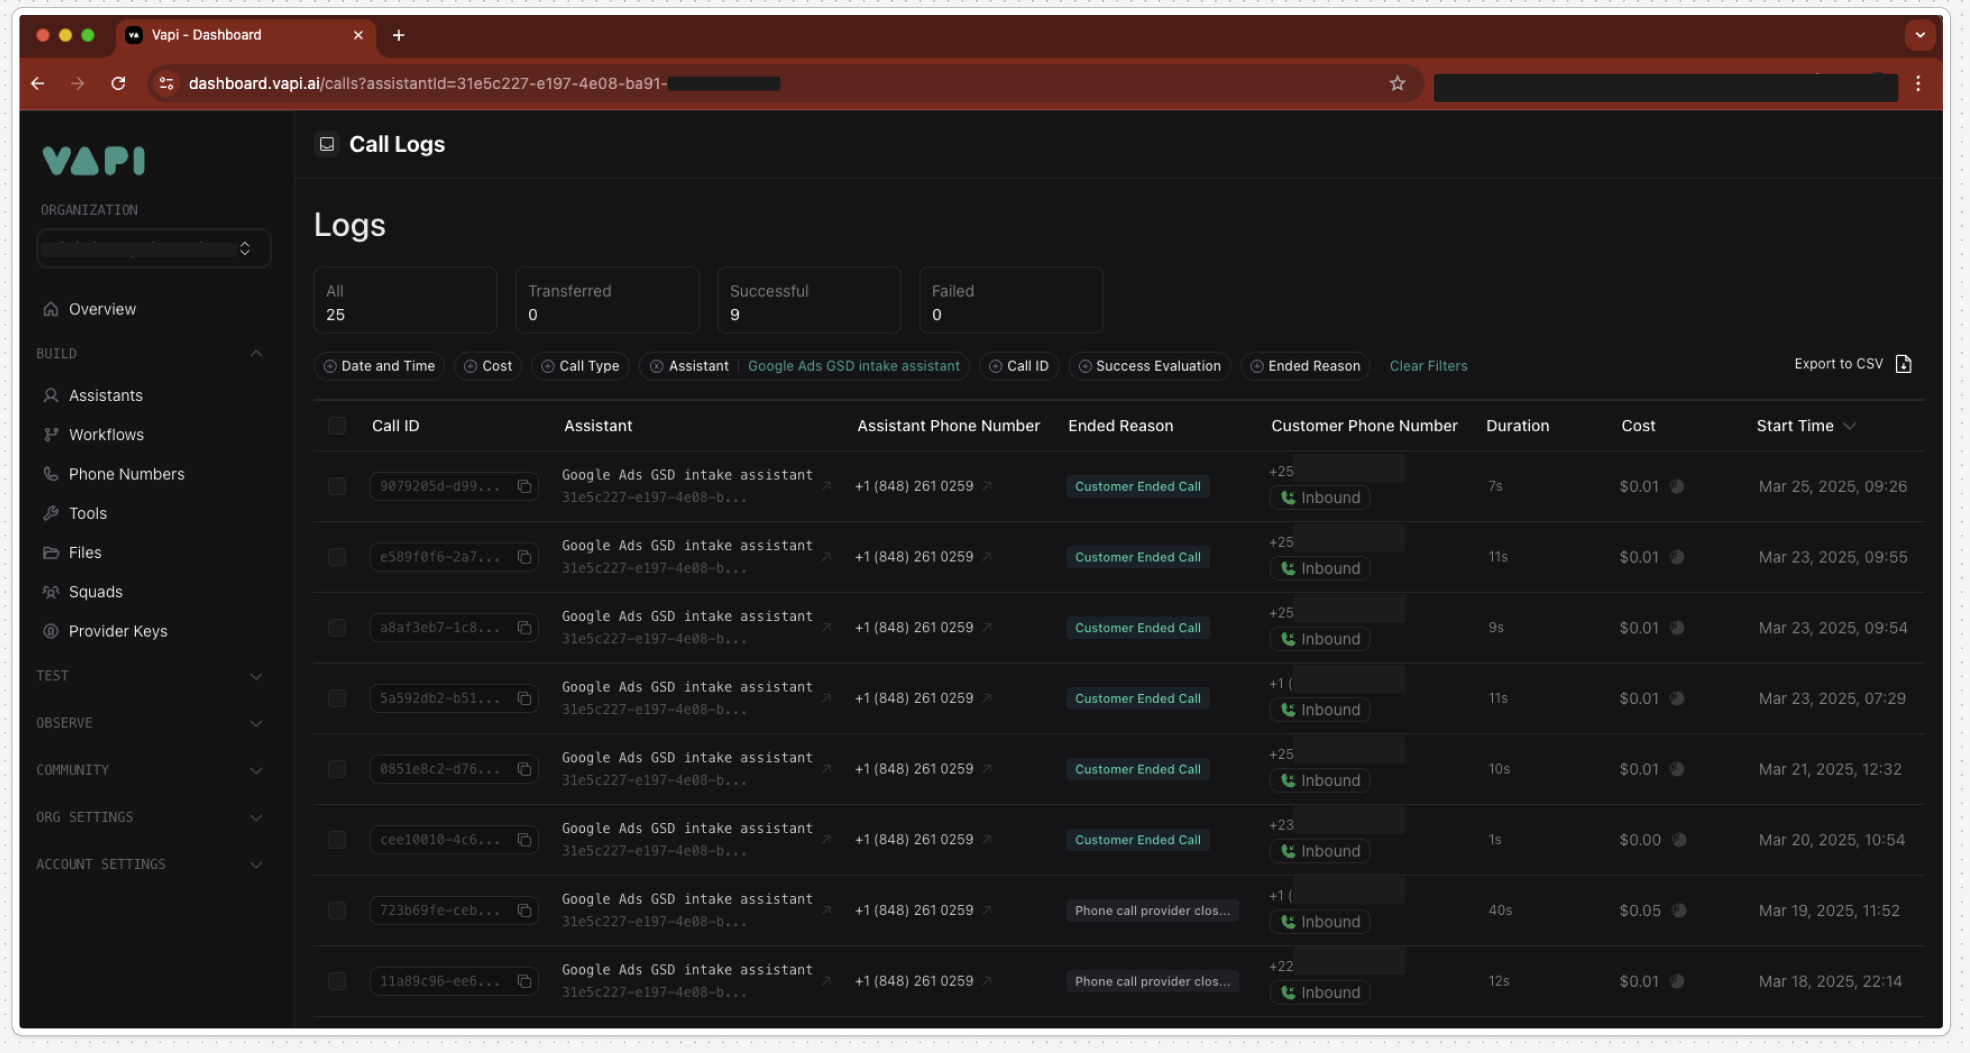 Vapi - Dashboard
dashboard.vapi.ai/calls?assistantId=31e5c227-e197-4e08-ba91-
VAPI
ORGANIZATION
Overview
BUILD
Assistants
Workflows
Phone Numbers
Tools
Files
Squads
Provider Keys
TEST
OBSERVE
COMMUNITY
ORG SETTINGS
ACCOUNT SETTINGS
Call Logs
Logs
All
25
Transferred
0
Successful
9
Failed
0
Date and Time
Cost
Call Type
Assistant | Google Ads GSD intake assistant
Call ID
Success Evaluation
Ended Reason
Clear Filters
Export to CSV
Call ID Assistant Assistant Phone Number Ended Reason Customer Phone Number Duration Cost Start Time
9079205d-d99... Google Ads GSD intake assistant +1 (848) 261 0259 Customer Ended Call +25 7s $0.01 Mar 25, 2025, 09:26
31e5c227-e197-4e08-b... Inbound
e589f0f6-2a7... Google Ads GSD intake assistant +1 (848) 261 0259 Customer Ended Call +25 11s $0.01 Mar 23, 2025, 09:55
31e5c227-e197-4e08-b... Inbound
a8af3eb7-1c8... Google Ads GSD intake assistant +1 (848) 261 0259 Customer Ended Call +25 9s $0.01 Mar 23, 2025, 09:54
31e5c227-e197-4e08-b... Inbound
5a592db2-b51... Google Ads GSD intake assistant +1 (848) 261 0259 Customer Ended Call +1 ( 11s $0.01 Mar 23, 2025, 07:29
31e5c227-e197-4e08-b... Inbound
0851e8c2-d76... Google Ads GSD intake assistant +1 (848) 261 0259 Customer Ended Call +25 10s $0.01 Mar 21, 2025, 12:32
31e5c227-e197-4e08-b... Inbound
cee10010-4c6... Google Ads GSD intake assistant +1 (848) 261 0259 Customer Ended Call +23 1s $0.00 Mar 20, 2025, 10:54
31e5c227-e197-4e08-b... Inbound
723b69fe-ceb... Google Ads GSD intake assistant +1 (848) 261 0259 Phone call provider clos... +1 ( 40s $0.05 Mar 19, 2025, 11:52
31e5c227-e197-4e08-b... Inbound
11a89c96-ee6... Google Ads GSD intake assistant +1 (848) 261 0259 Phone call provider clos... +22 12s $0.01 Mar 18, 2025, 22:14
31e5c227-e197-4e08-b... Inbound